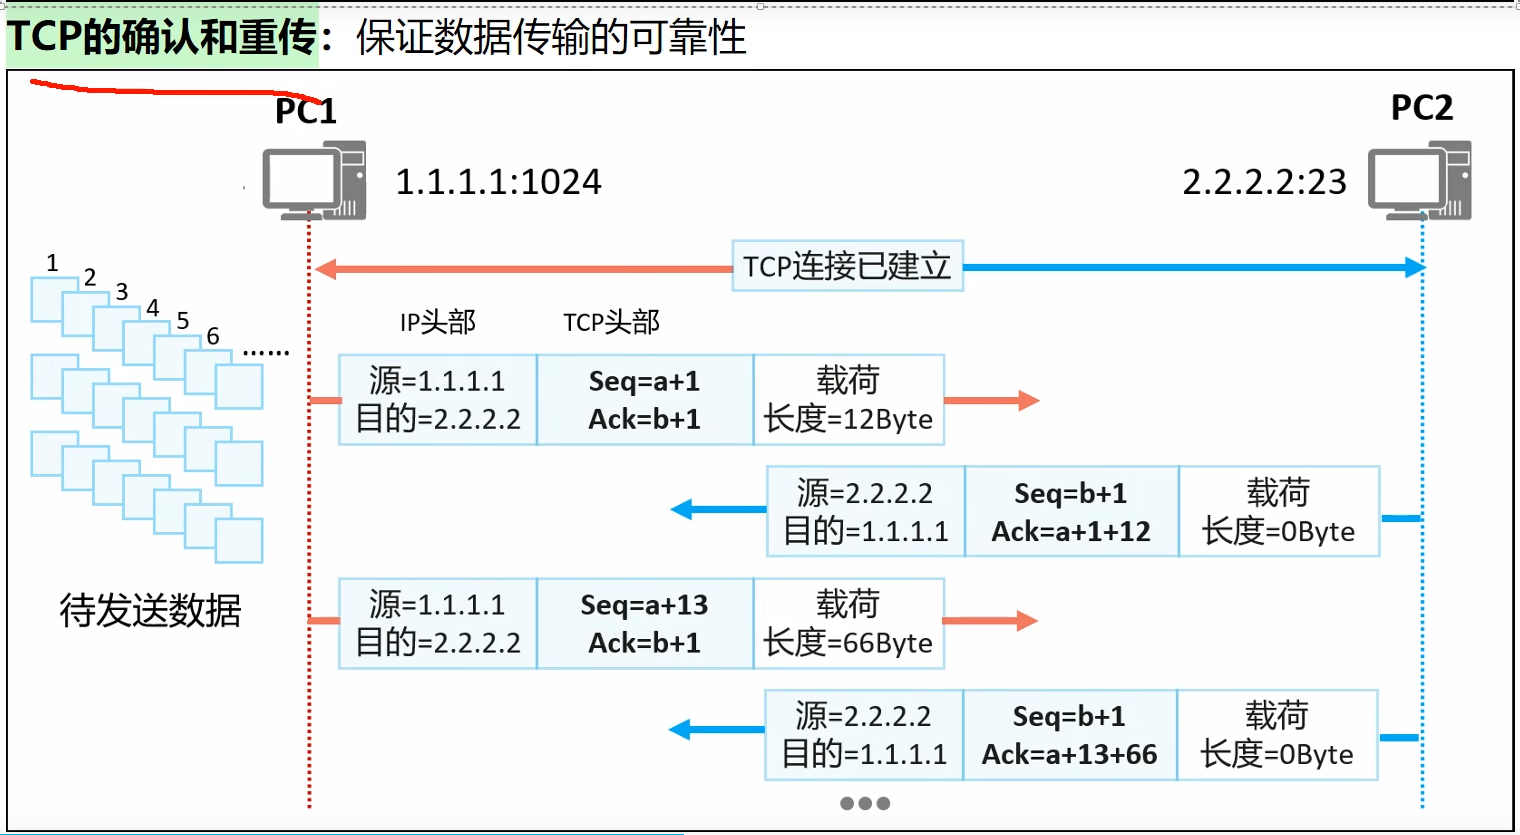 TCP的确认和重传：保证数据传输的可靠性
PC1
PC2
1.1.1.1:1024
2.2.2.2:23
TCP连接已建立
1
2
3
4
5
6
……
待发送数据
IP头部
TCP头部
源=1.1.1.1
目的=2.2.2.2
Seq=a+1
Ack=b+1
载荷
长度=12Byte
源=2.2.2.2
目的=1.1.1.1
Seq=b+1
Ack=a+1+12
载荷
长度=0Byte
源=1.1.1.1
目的=2.2.2.2
Seq=a+13
Ack=b+1
载荷
长度=66Byte
源=2.2.2.2
目的=1.1.1.1
Seq=b+1
Ack=a+13+66
载荷
长度=0Byte